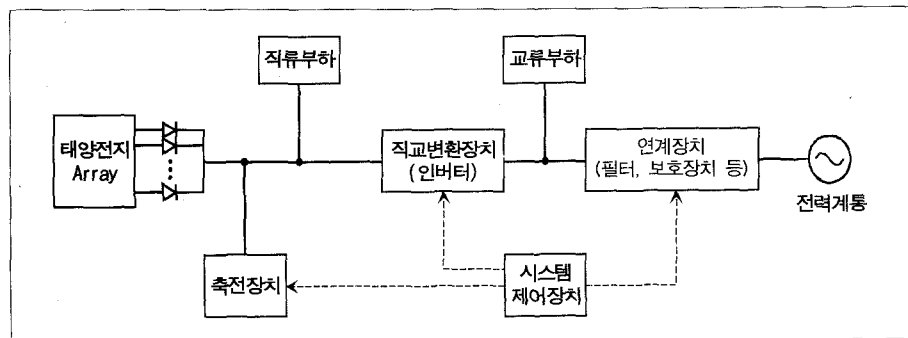 직류부하
교류부하
태양전지
Array
직교변환장치
(인버터)
연계장치
(필터, 보호장치 등)
전력계통
축전장치
시스템
제어장치